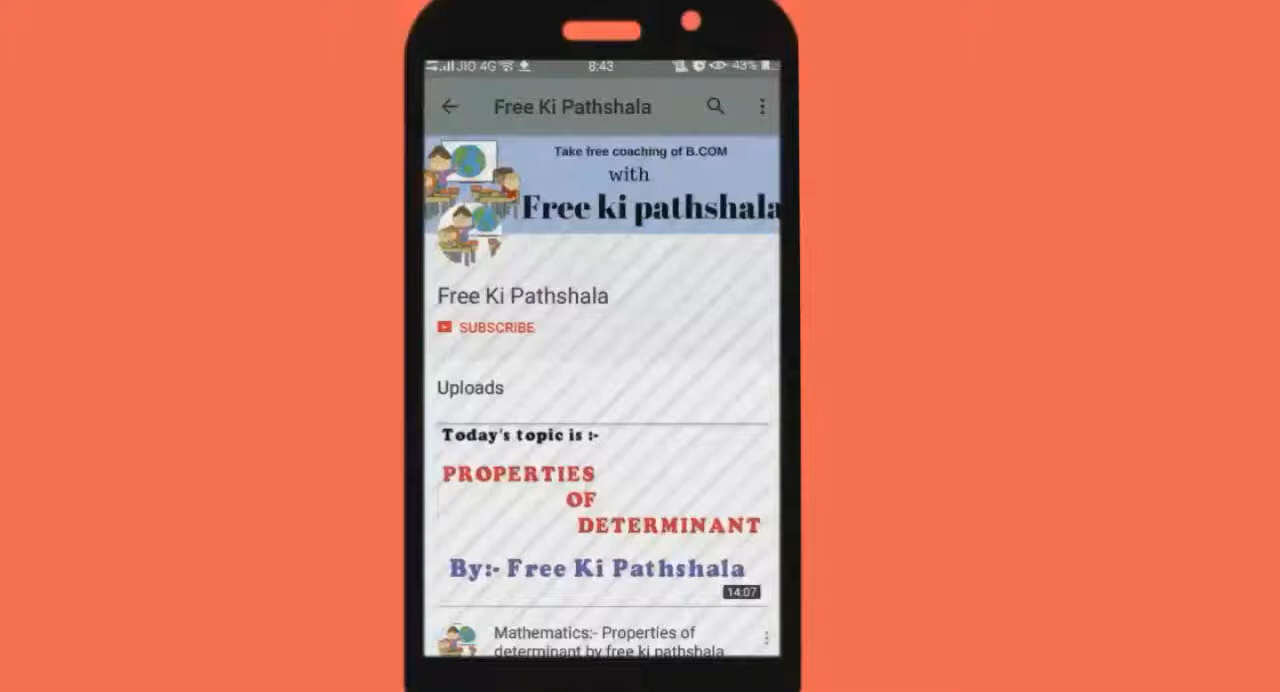 JIO 4G 8:43 43%
Free Ki Pathshala
Take free coaching of B.COM
with
Free ki pathshala
Free Ki Pathshala
SUBSCRIBE
Uploads
Today's topic is :-
PROPERTIES
OF
DETERMINANT
By:- Free Ki Pathshala
14:07
Mathematics:- Properties of
determinant by free ki pathshala